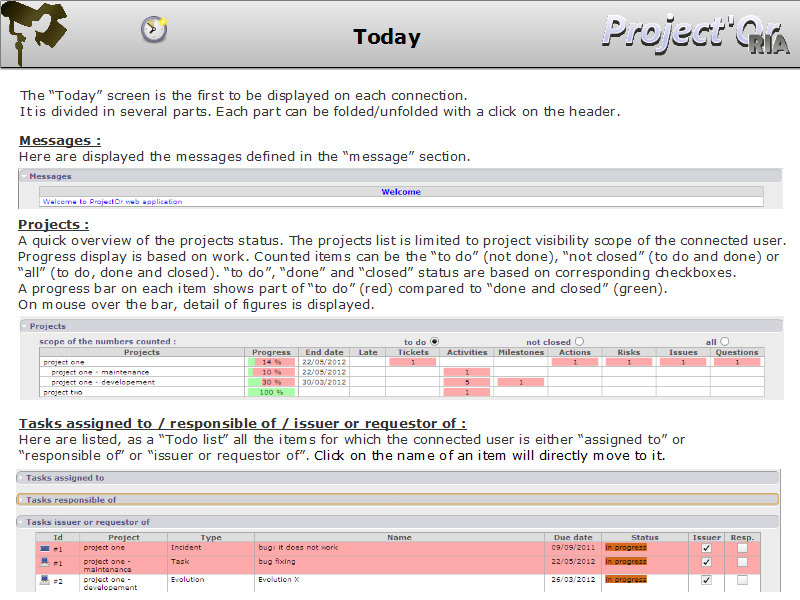 Today
Project'Or
RIA
The “Today” screen is the first to be displayed on each connection.
It is divided in several parts. Each part can be folded/unfolded with a click on the header.
Messages :
Here are displayed the messages defined in the “message” section.
Messages
Welcome
Welcome to ProjectOr web application
Projects :
A quick overview of the projects status. The projects list is limited to project visibility scope of the connected user.
Progress display is based on work. Counted items can be the “to do” (not done), “not closed” (to do and done) or
“all” (to do, done and closed). “to do”, “done” and “closed” status are based on corresponding checkboxes.
A progress bar on each item shows part of “to do” (red) compared to “done and closed” (green).
On mouse over the bar, detail of figures is displayed.
Projects
scope of the numbers counted : to do not closed all
Projects Progress End date Late Tickets Activities Milestones Actions Risks Issues Questions
project one 14 % 22/05/2012 1 1 1 1 1
project one - maintenance 10 % 22/05/2012 1
project one - developement 30 % 30/03/2012 5 1
project two 100 % 1
Tasks assigned to / responsible of / issuer or requestor of :
Here are listed, as a “Todo list” all the items for which the connected user is either “assigned to” or
“responsible of” or “issuer or requestor of”. Click on the name of an item will directly move to it.
Tasks assigned to
Tasks responsible of
Tasks issuer or requestor of
Id Project Type Name Due date Status Issuer Resp.
#1 project one Incident bug: it does not work 09/09/2011 in progress
#1 project one - maintenance Task bug fixing 22/05/2012 in progress
#2 project one - developement Evolution Evolution X 26/03/2012 in progress